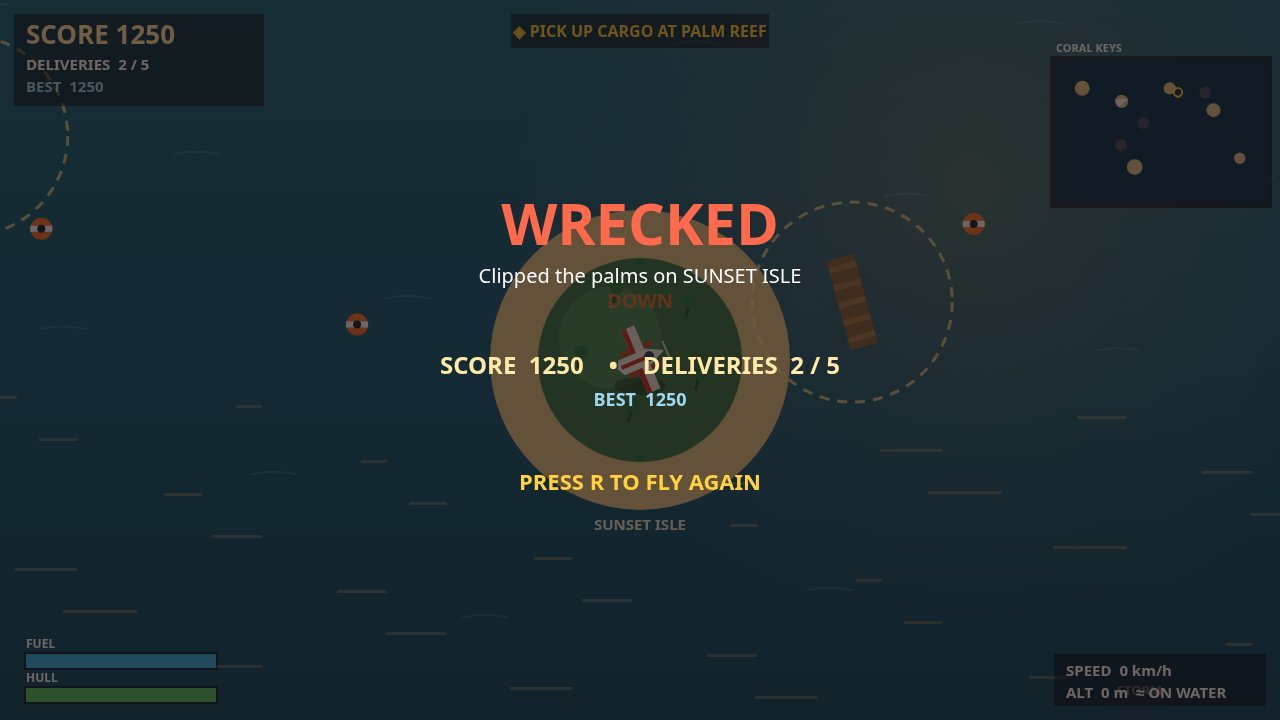 SCORE 1250
DELIVERIES 2 / 5
BEST 1250
◆ PICK UP CARGO AT PALM REEF
CORAL KEYS
WRECKED
Clipped the palms on SUNSET ISLE
DOWN
SCORE 1250 • DELIVERIES 2 / 5
BEST 1250
PRESS R TO FLY AGAIN
SUNSET ISLE
FUEL
HULL
SPEED 0 km/h
ALT 0 m ≈ ON WATER